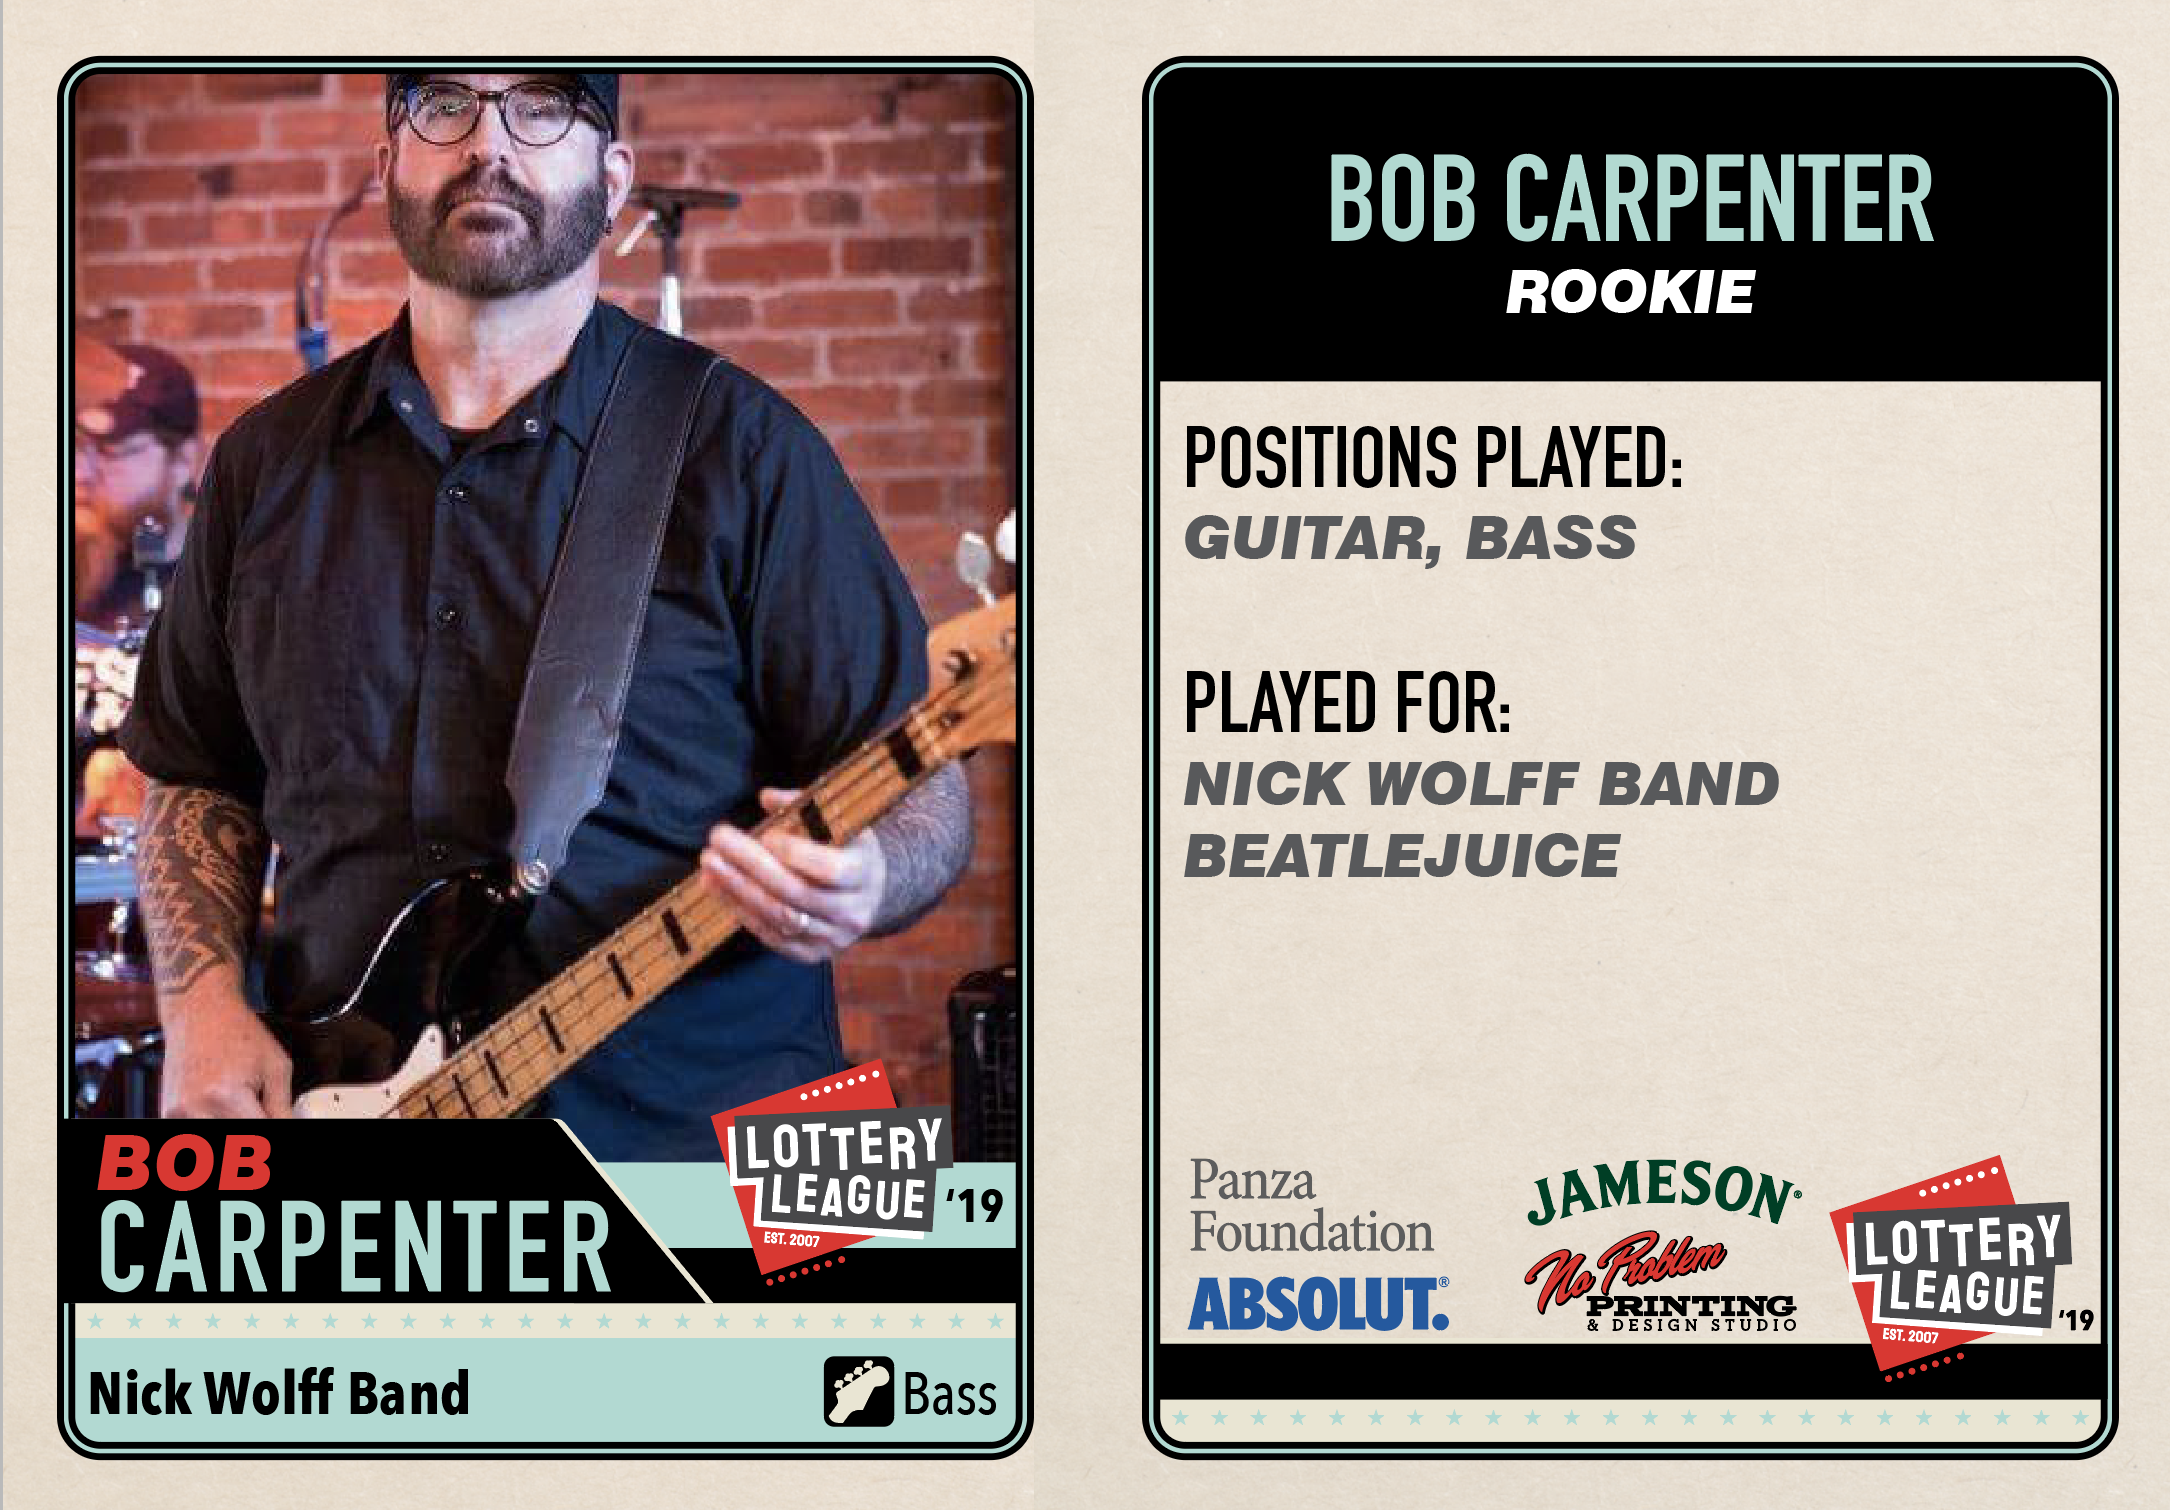 BOB
CARPENTER
LOTTERY
LEAGUE
EST. 2007
'19
Nick Wolff Band
Bass
BOB CARPENTER
ROOKIE
POSITIONS PLAYED:
GUITAR, BASS
PLAYED FOR:
NICK WOLFF BAND
BEATLEJUICE
Panza
Foundation
ABSOLUT.®
JAMESON®
No Problem
PRINTING
& DESIGN STUDIO
LOTTERY
LEAGUE
EST. 2007
'19